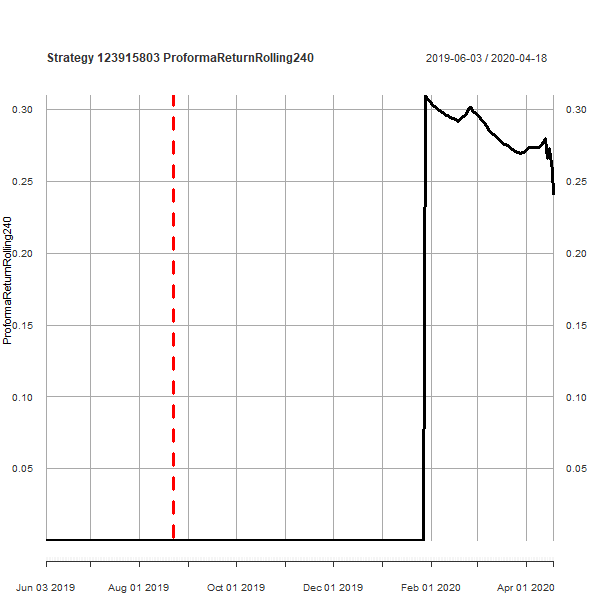 Strategy 123915803 ProformaReturnRolling240
2019-06-03 / 2020-04-18
ProformaReturnRolling240
0.30
0.25
0.20
0.15
0.10
0.05
0.30
0.25
0.20
0.15
0.10
0.05
Jun 03 2019
Aug 01 2019
Oct 01 2019
Dec 01 2019
Feb 01 2020
Apr 01 2020